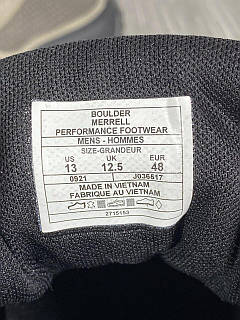 BOULDER
MERRELL
PERFORMANCE FOOTWEAR
MENS - HOMMES
SIZE-GRANDEUR
US UK EUR
13 12.5 48
0921 J036517
MADE IN VIETNAM
FABRIQUE AU VIETNAM
2715153